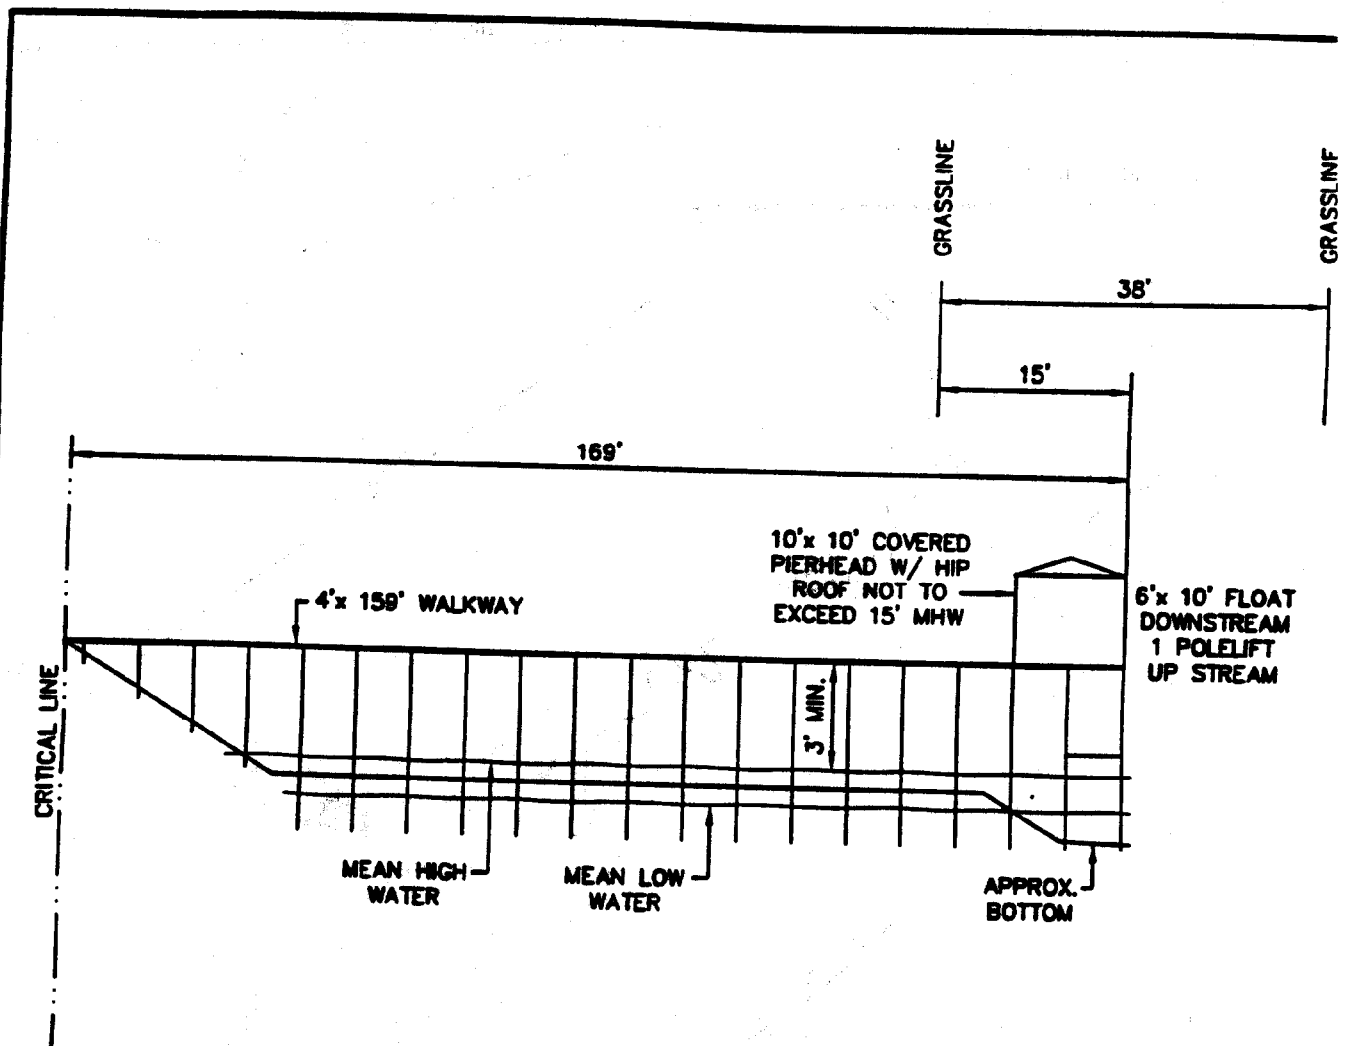 GRASSLINE
GRASSLINE
38'
15'
169'
10'x 10' COVERED
PIERHEAD W/ HIP
ROOF NOT TO
EXCEED 15' MHW
4'x 159' WALKWAY
6'x 10' FLOAT
DOWNSTREAM
1 POLELIFT
UP STREAM
CRITICAL LINE
3' MIN.
MEAN HIGH
WATER
MEAN LOW
WATER
APPROX.
BOTTOM